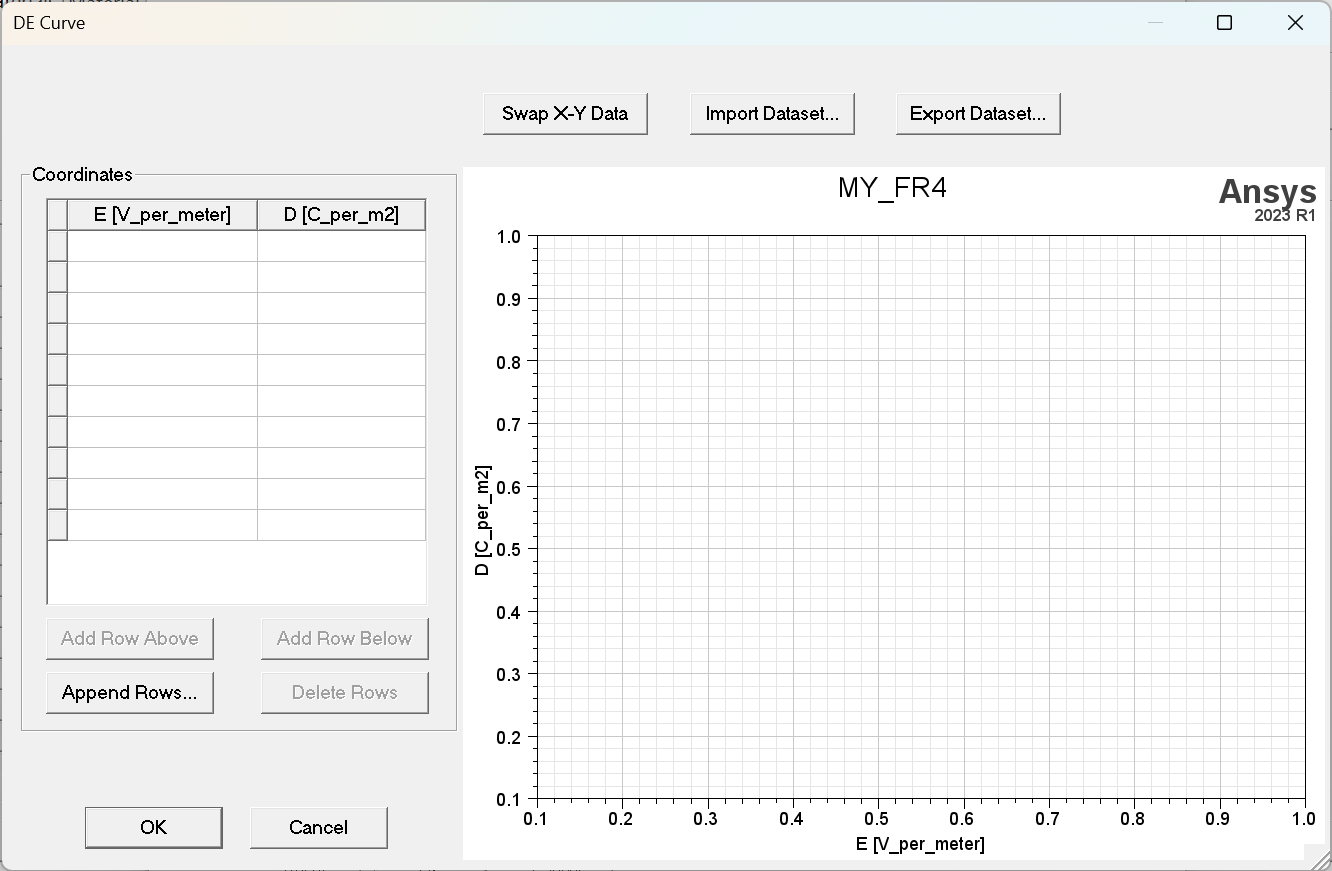 DE Curve
Swap X-Y Data
Import Dataset...
Export Dataset...
Coordinates
E [V_per_meter]
D [C_per_m2]
Add Row Above
Add Row Below
Append Rows...
Delete Rows
OK
Cancel
MY_FR4
Ansys
2023 R1
1.0
0.9
0.8
0.7
0.6
0.5
0.4
0.3
0.2
0.1
D [C_per_m2]
0.1 0.2 0.3 0.4 0.5 0.6 0.7 0.8 0.9 1.0
E [V_per_meter]